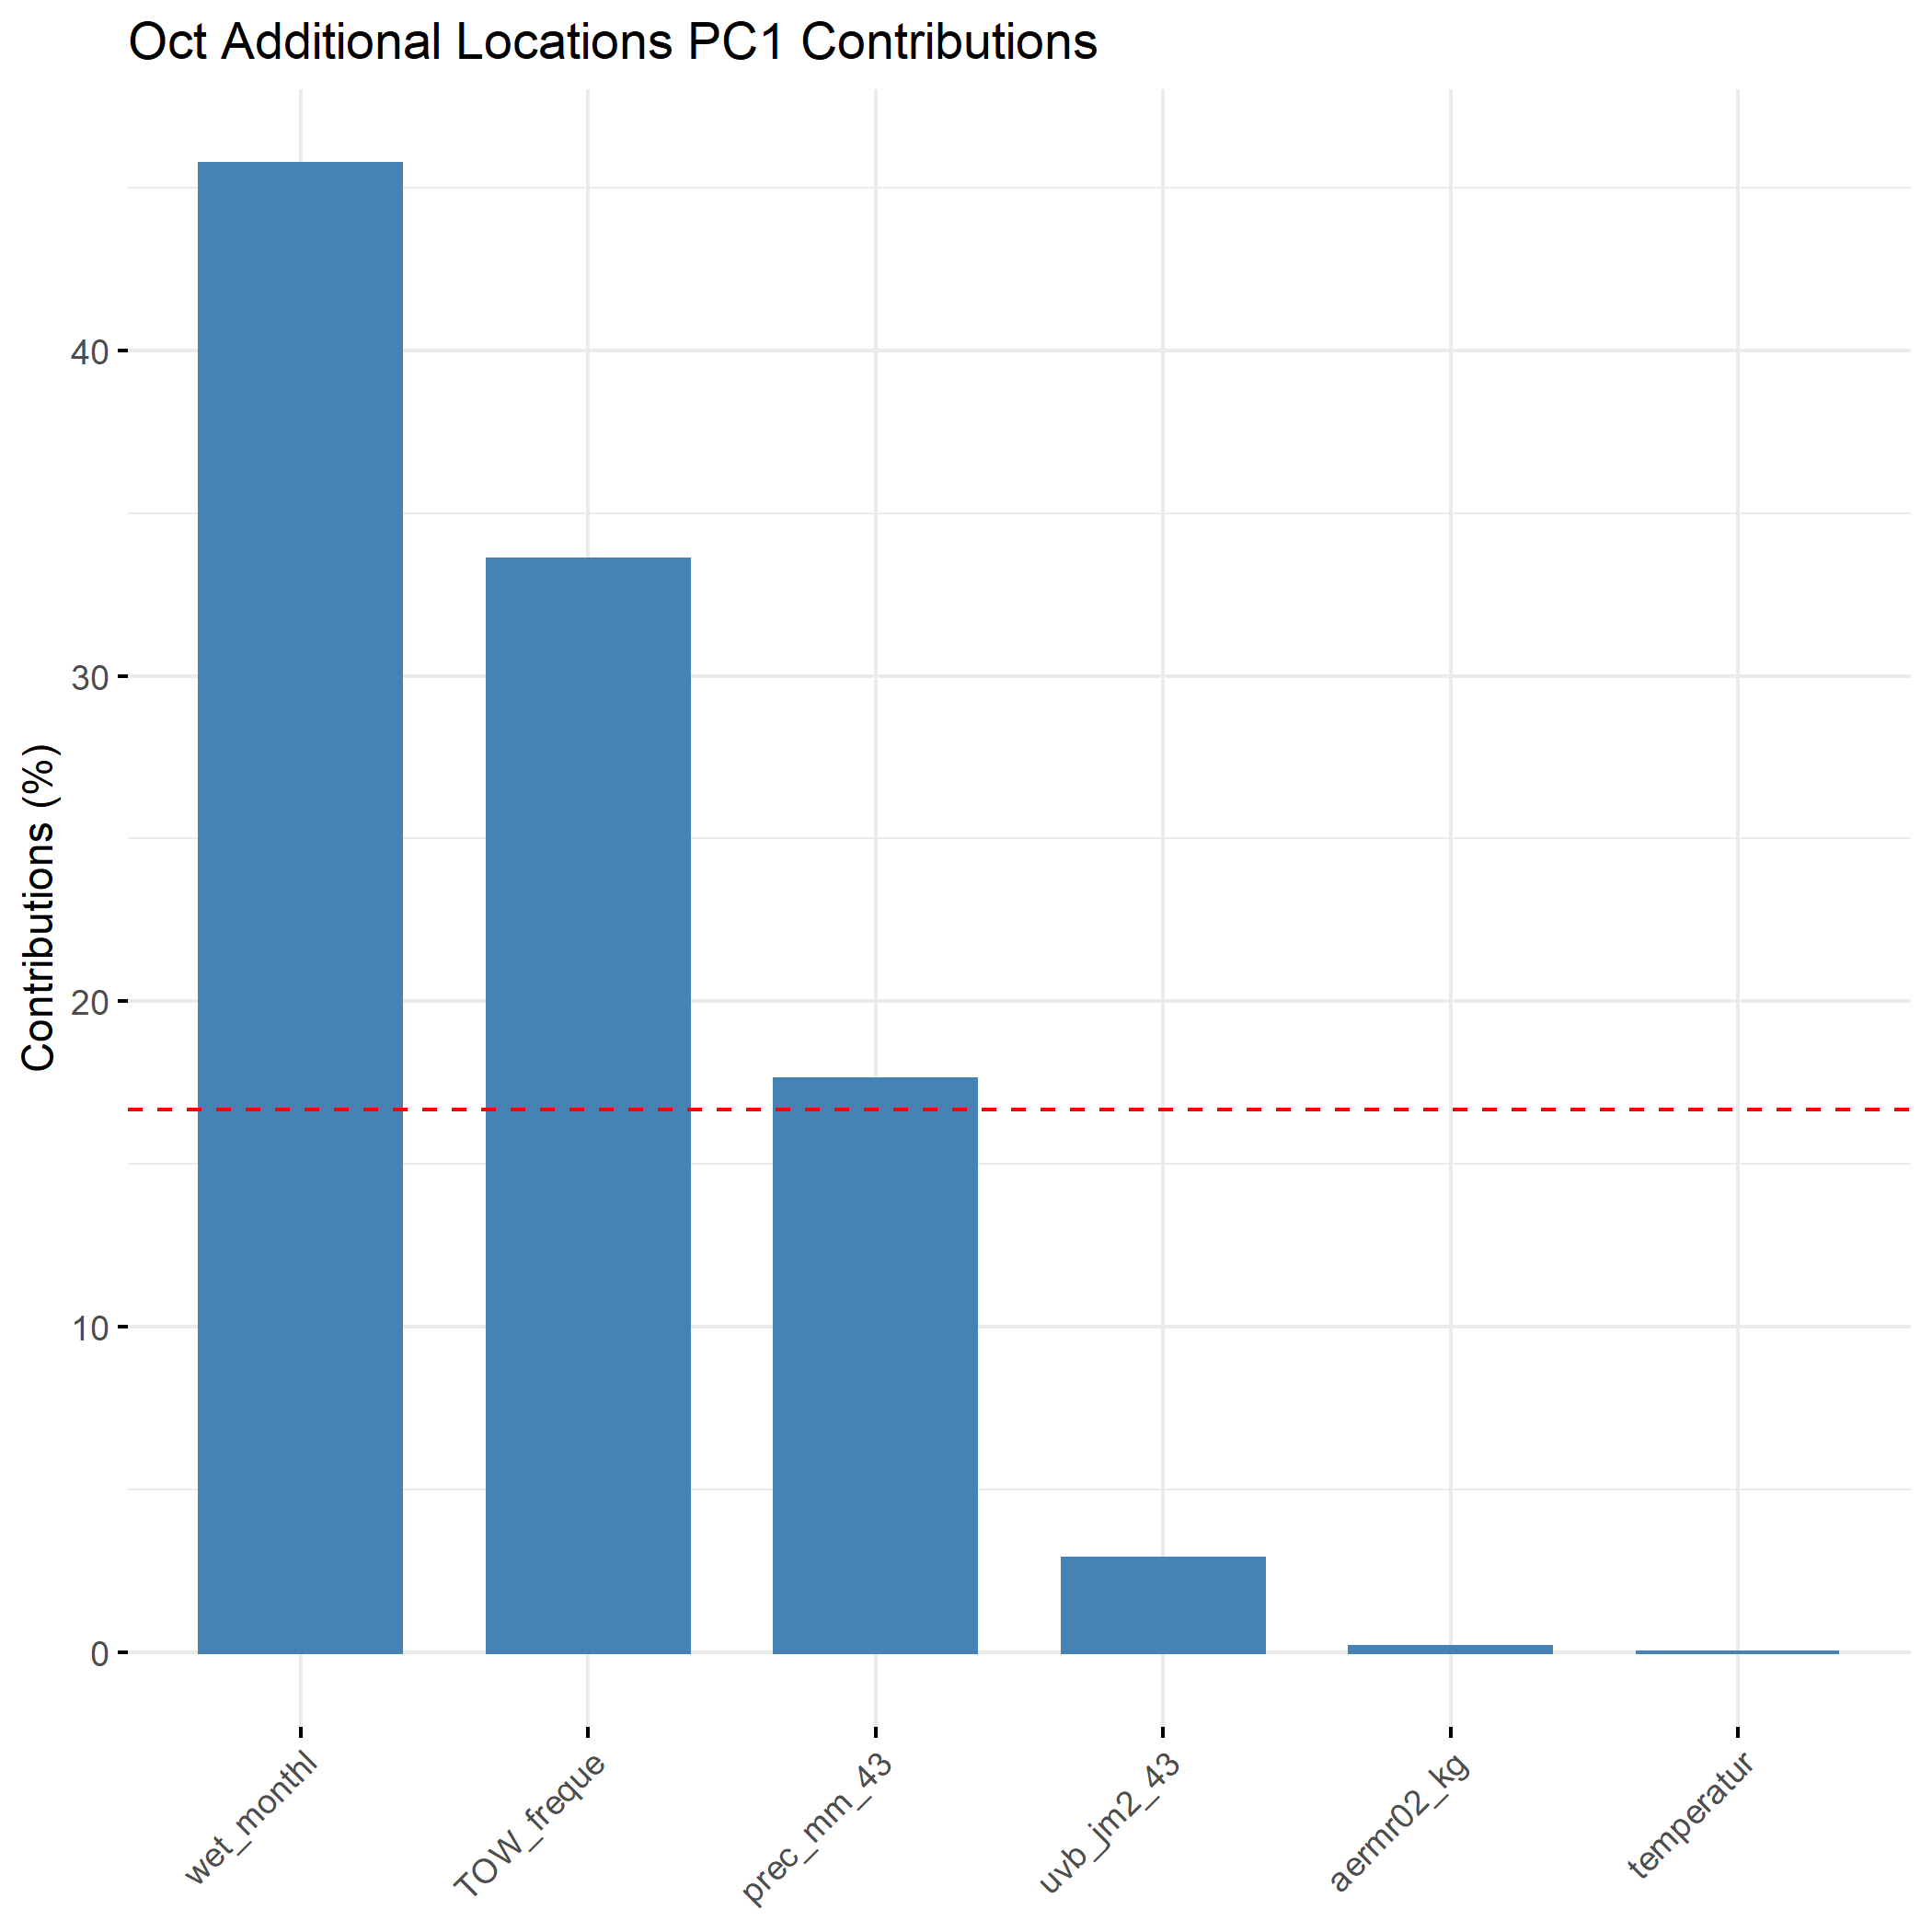 Oct Additional Locations PC1 Contributions
Contributions (%)
40
30
20
10
0
wet_monthl
TOW_freque
prec_mm_43
uvb_jm2_43
aermr02_kg
temperatur